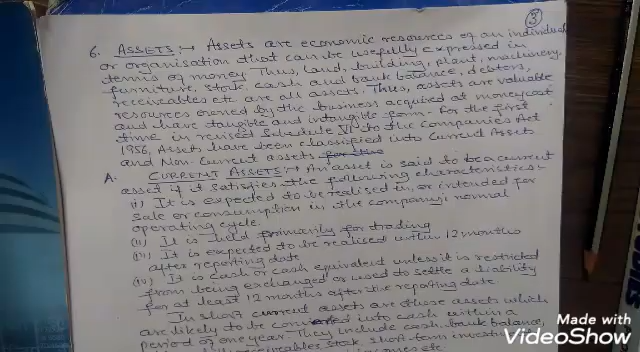 3
6. ASSETS :→ Assets are economic resources of an individual
or organisation that can be usefully expressed in
terms of money. Thus, Land, building, plant, machinery,
furniture, stock, cash and bank balance, debtors,
receivables etc are all assets. Thus, assets are valuable
resources owned by the business acquired at money cost
and have tangible and intangible form. For the first
time in revised Schedule VI to the Companies Act
1956, Assets have been classified into Current Assets
and Non-Current assets
A. CURRENT ASSETS :→ An asset is said to be a current
asset if it satisfies the following characteristics-
(i) It is expected to be realised in, or intended for
sale or consumption in the company's normal
operating cycle.
(ii) It is held primarily for trading
(iii) It is expected to be realised within 12 months
after reporting date
(iv) It is cash or cash equivalent unless it is restricted
from being exchanged or used to settle a liability
for at least 12 months after the reporting date.
In short current assets are those assets which
are likely to be converted into cash within a
period of one year. They include cash, bank balance,
receivables, stock, short-term
etc
Made with
VideoShow